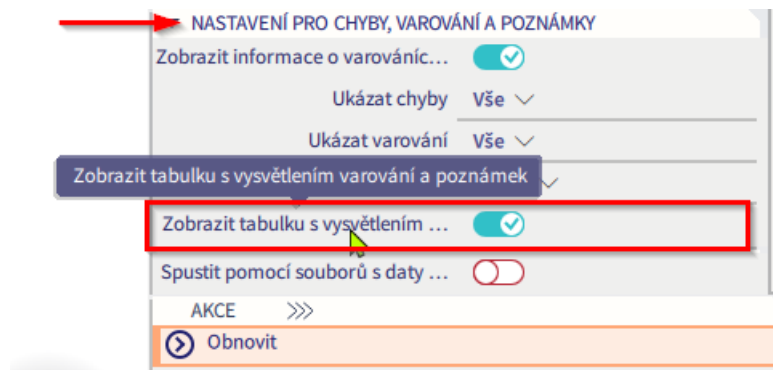 NASTAVENÍ PRO CHYBY, VAROVÁNÍ A POZNÁMKY
Zobrazit informace o varováníc...
Ukázat chyby Vše
Ukázat varování Vše
Zobrazit tabulku s vysvětlením varování a poznámek
Zobrazit tabulku s vysvětlením ...
Spustit pomocí souborů s daty ...
AKCE >>>
Obnovit